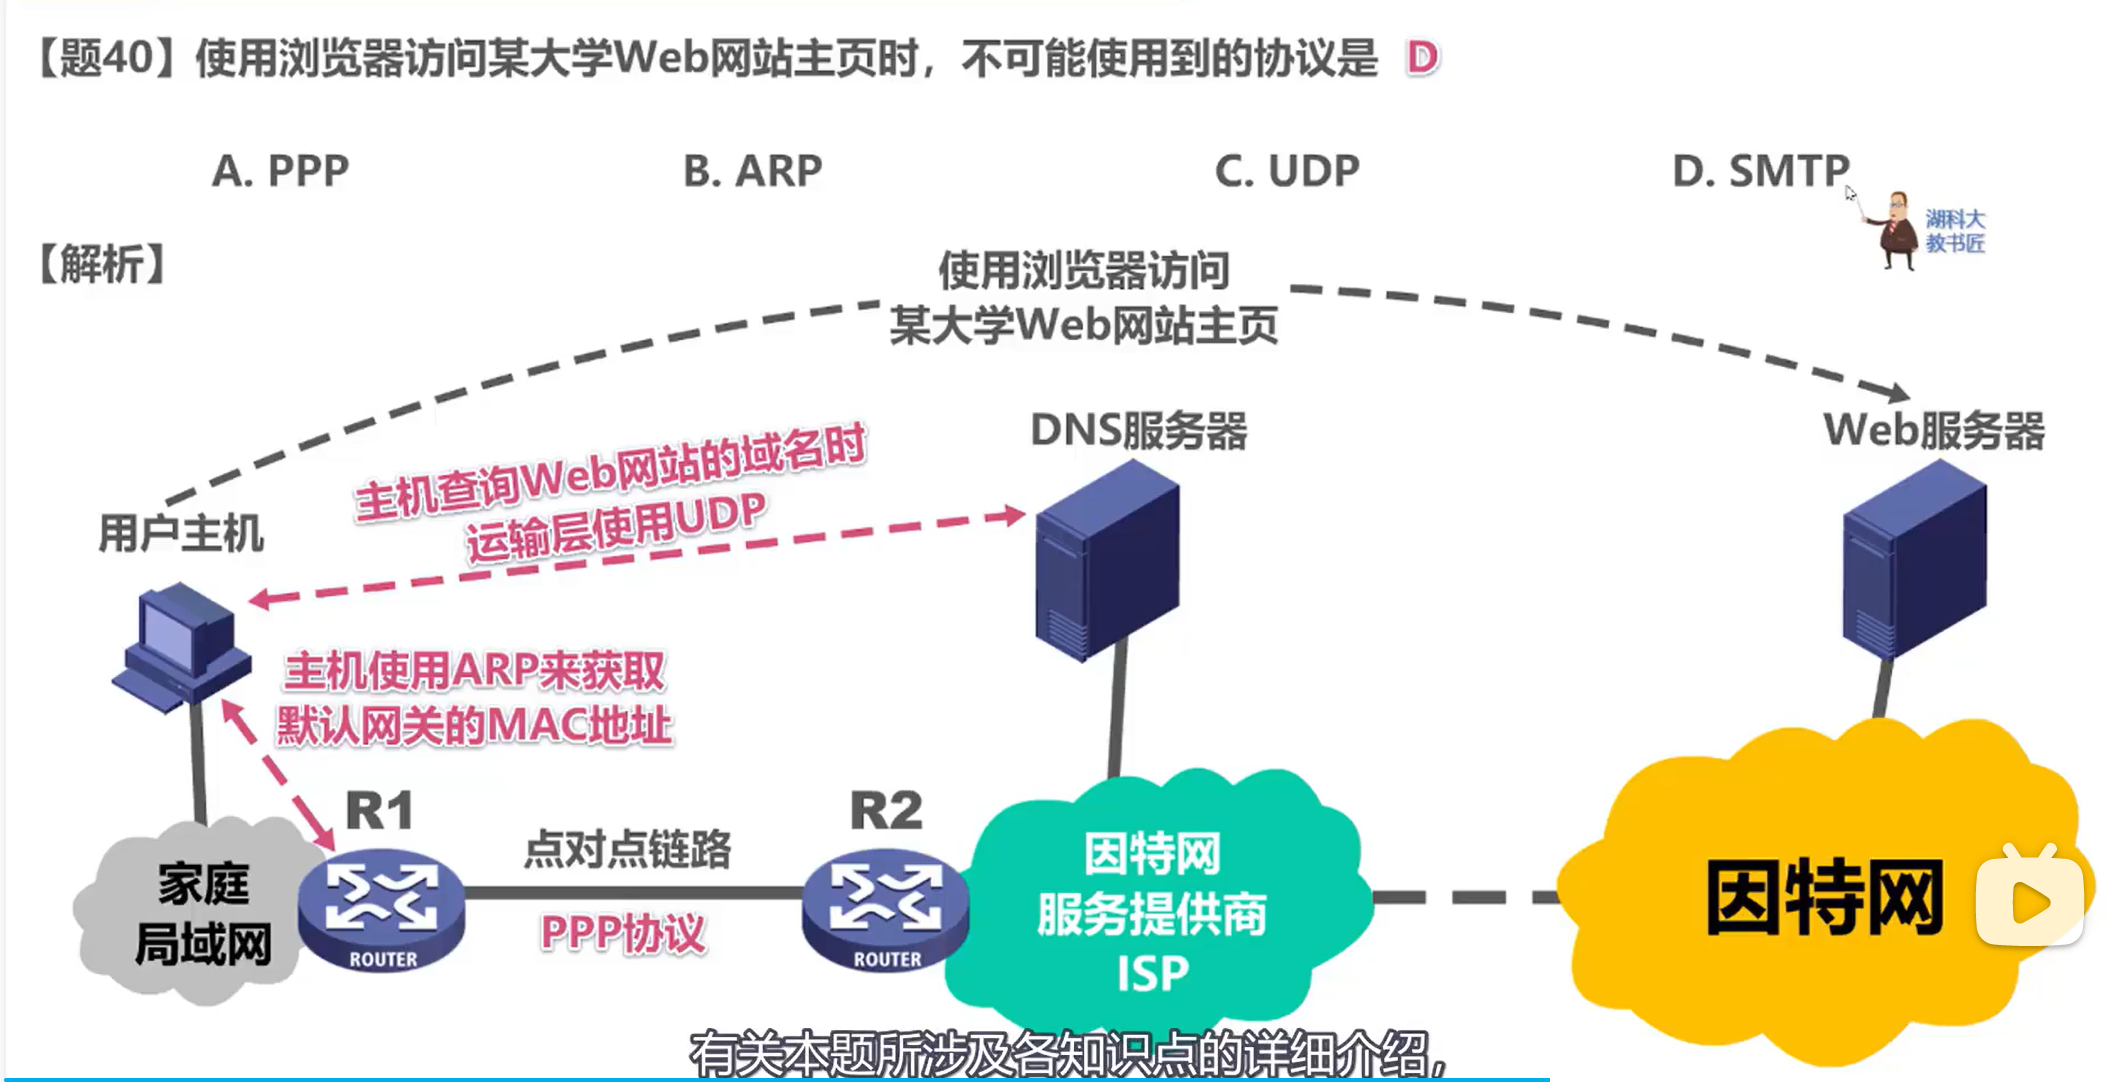 【题40】使用浏览器访问某大学Web网站主页时，不可能使用到的协议是 D
A. PPP
B. ARP
C. UDP
D. SMTP
湖科大
教书匠
【解析】
使用浏览器访问
某大学Web网站主页
DNS服务器
Web服务器
主机查询Web网站的域名时
运输层使用UDP
用户主机
主机使用ARP来获取
默认网关的MAC地址
R1
点对点链路
R2
家庭
局域网
ROUTER
PPP协议
ROUTER
因特网
服务提供商
ISP
因特网
有关本题所涉及各知识点的详细介绍，